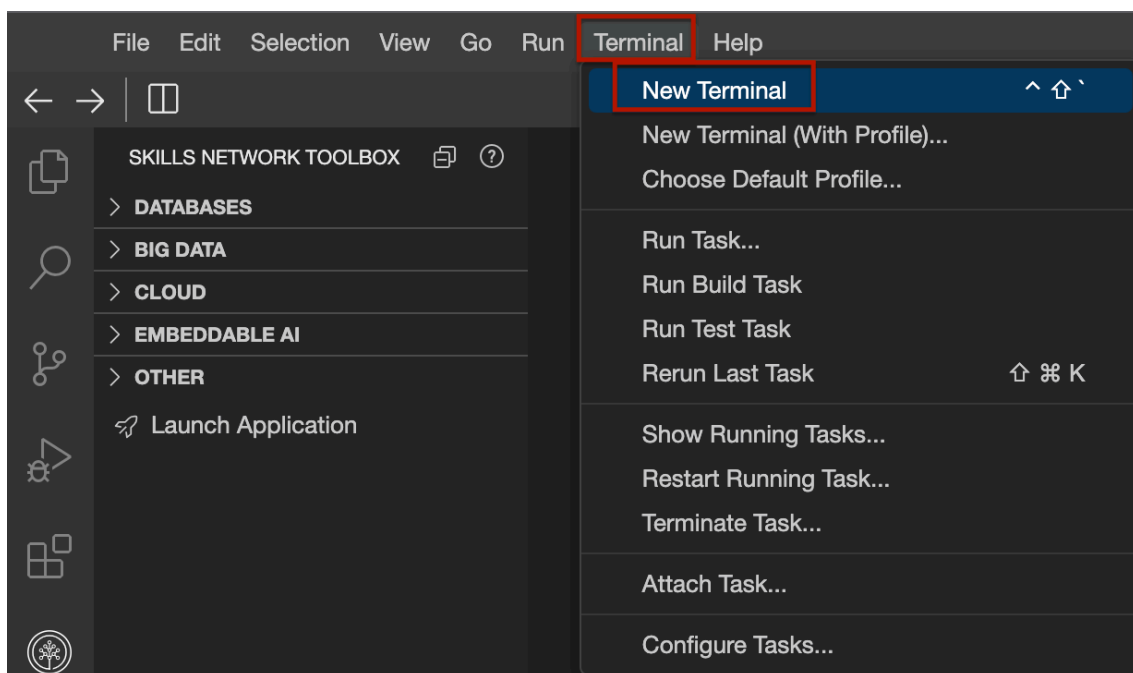 File Edit Selection View Go Run Terminal Help
New Terminal ^ ⇧ `
SKILLS NETWORK TOOLBOX
New Terminal (With Profile)...
Choose Default Profile...
DATABASES
BIG DATA
Run Task...
CLOUD
Run Build Task
EMBEDDABLE AI
Run Test Task
OTHER
Rerun Last Task ⇧ ⌘ K
Launch Application
Show Running Tasks...
Restart Running Task...
Terminate Task...
Attach Task...
Configure Tasks...